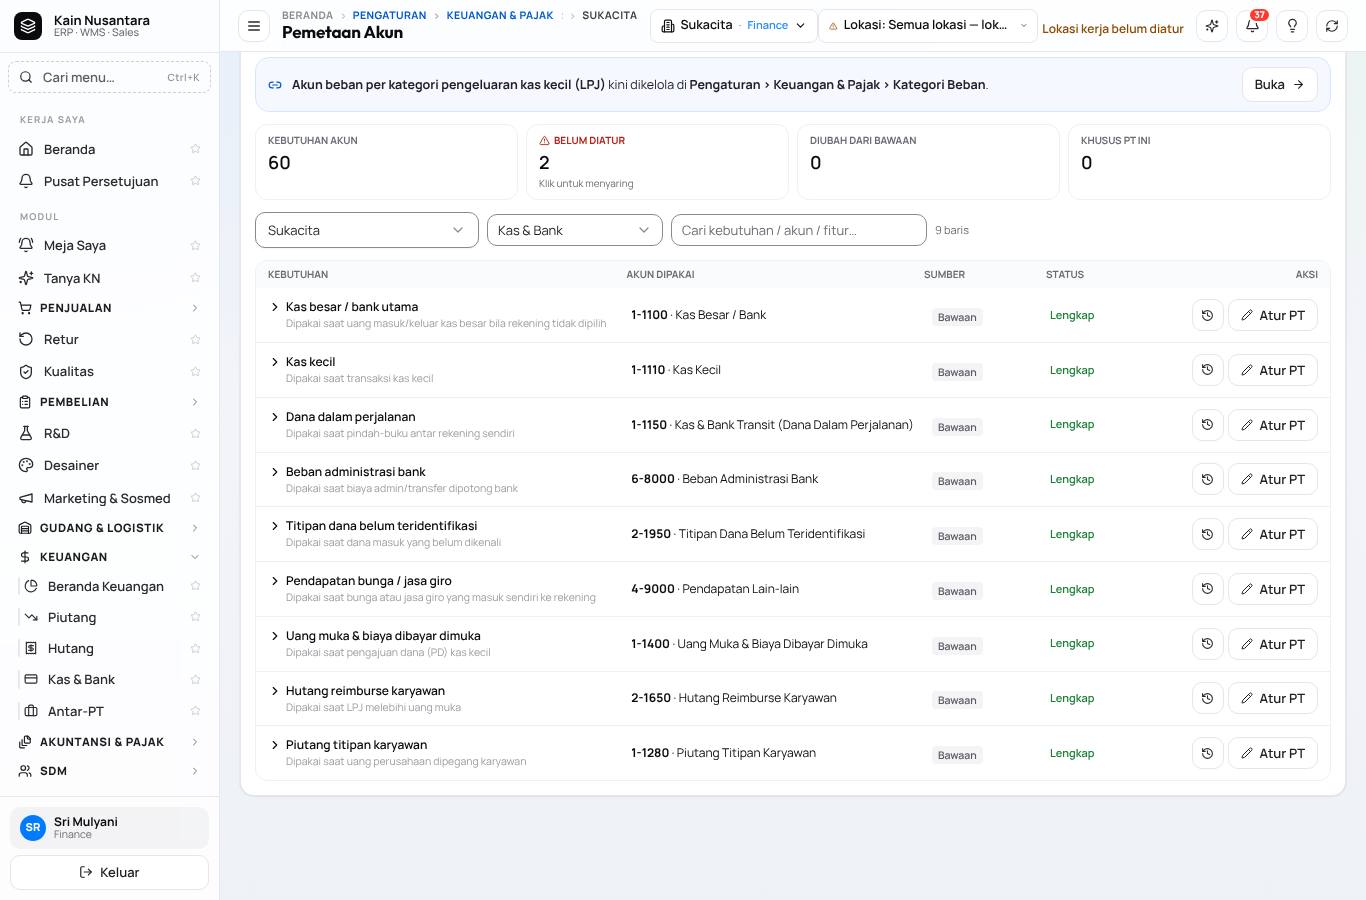 Kain Nusantara
ERP · WMS · Sales
Cari menu...
Ctrl+K
KERJA SAYA
Beranda
Pusat Persetujuan
MODUL
Meja Saya
Tanya KN
PENJUALAN
Retur
Kualitas
PEMBELIAN
R&D
Desainer
Marketing & Sosmed
GUDANG & LOGISTIK
KEUANGAN
Beranda Keuangan
Piutang
Hutang
Kas & Bank
Antar-PT
AKUNTANSI & PAJAK
SDM
SR
Sri Mulyani
Finance
Keluar
BERANDA › PENGATURAN › KEUANGAN & PAJAK › SUKACITA
Pemetaan Akun
Sukacita · Finance
Lokasi: Semua lokasi — lok...
Lokasi kerja belum diatur
37
Akun beban per kategori pengeluaran kas kecil (LPJ) kini dikelola di Pengaturan › Keuangan & Pajak › Kategori Beban.
Buka
KEBUTUHAN AKUN
60
BELUM DIATUR
2
Klik untuk menyaring
DIUBAH DARI BAWAAN
0
KHUSUS PT INI
0
Sukacita
Kas & Bank
Cari kebutuhan / akun / fitur...
9 baris
KEBUTUHAN AKUN DIPAKAI SUMBER STATUS AKSI
Kas besar / bank utama
Dipakai saat uang masuk/keluar kas besar bila rekening tidak dipilih
1-1100 · Kas Besar / Bank
Bawaan
Lengkap
Atur PT
Kas kecil
Dipakai saat transaksi kas kecil
1-1110 · Kas Kecil
Bawaan
Lengkap
Atur PT
Dana dalam perjalanan
Dipakai saat pindah-buku antar rekening sendiri
1-1150 · Kas & Bank Transit (Dana Dalam Perjalanan)
Bawaan
Lengkap
Atur PT
Beban administrasi bank
Dipakai saat biaya admin/transfer dipotong bank
6-8000 · Beban Administrasi Bank
Bawaan
Lengkap
Atur PT
Titipan dana belum teridentifikasi
Dipakai saat dana masuk yang belum dikenali
2-1950 · Titipan Dana Belum Teridentifikasi
Bawaan
Lengkap
Atur PT
Pendapatan bunga / jasa giro
Dipakai saat bunga atau jasa giro yang masuk sendiri ke rekening
4-9000 · Pendapatan Lain-lain
Bawaan
Lengkap
Atur PT
Uang muka & biaya dibayar dimuka
Dipakai saat pengajuan dana (PD) kas kecil
1-1400 · Uang Muka & Biaya Dibayar Dimuka
Bawaan
Lengkap
Atur PT
Hutang reimburse karyawan
Dipakai saat LPJ melebihi uang muka
2-1650 · Hutang Reimburse Karyawan
Bawaan
Lengkap
Atur PT
Piutang titipan karyawan
Dipakai saat uang perusahaan dipegang karyawan
1-1280 · Piutang Titipan Karyawan
Bawaan
Lengkap
Atur PT